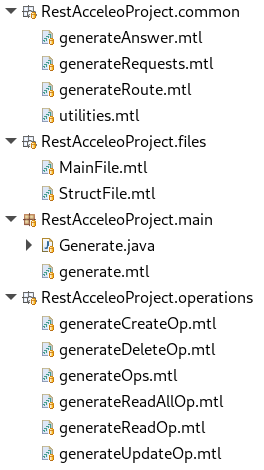 RestAcceleoProject.common
generateAnswer.mtl
generateRequests.mtl
generateRoute.mtl
utilities.mtl
RestAcceleoProject.files
MainFile.mtl
StructFile.mtl
RestAcceleoProject.main
Generate.java
generate.mtl
RestAcceleoProject.operations
generateCreateOp.mtl
generateDeleteOp.mtl
generateOps.mtl
generateReadAllOp.mtl
generateReadOp.mtl
generateUpdateOp.mtl